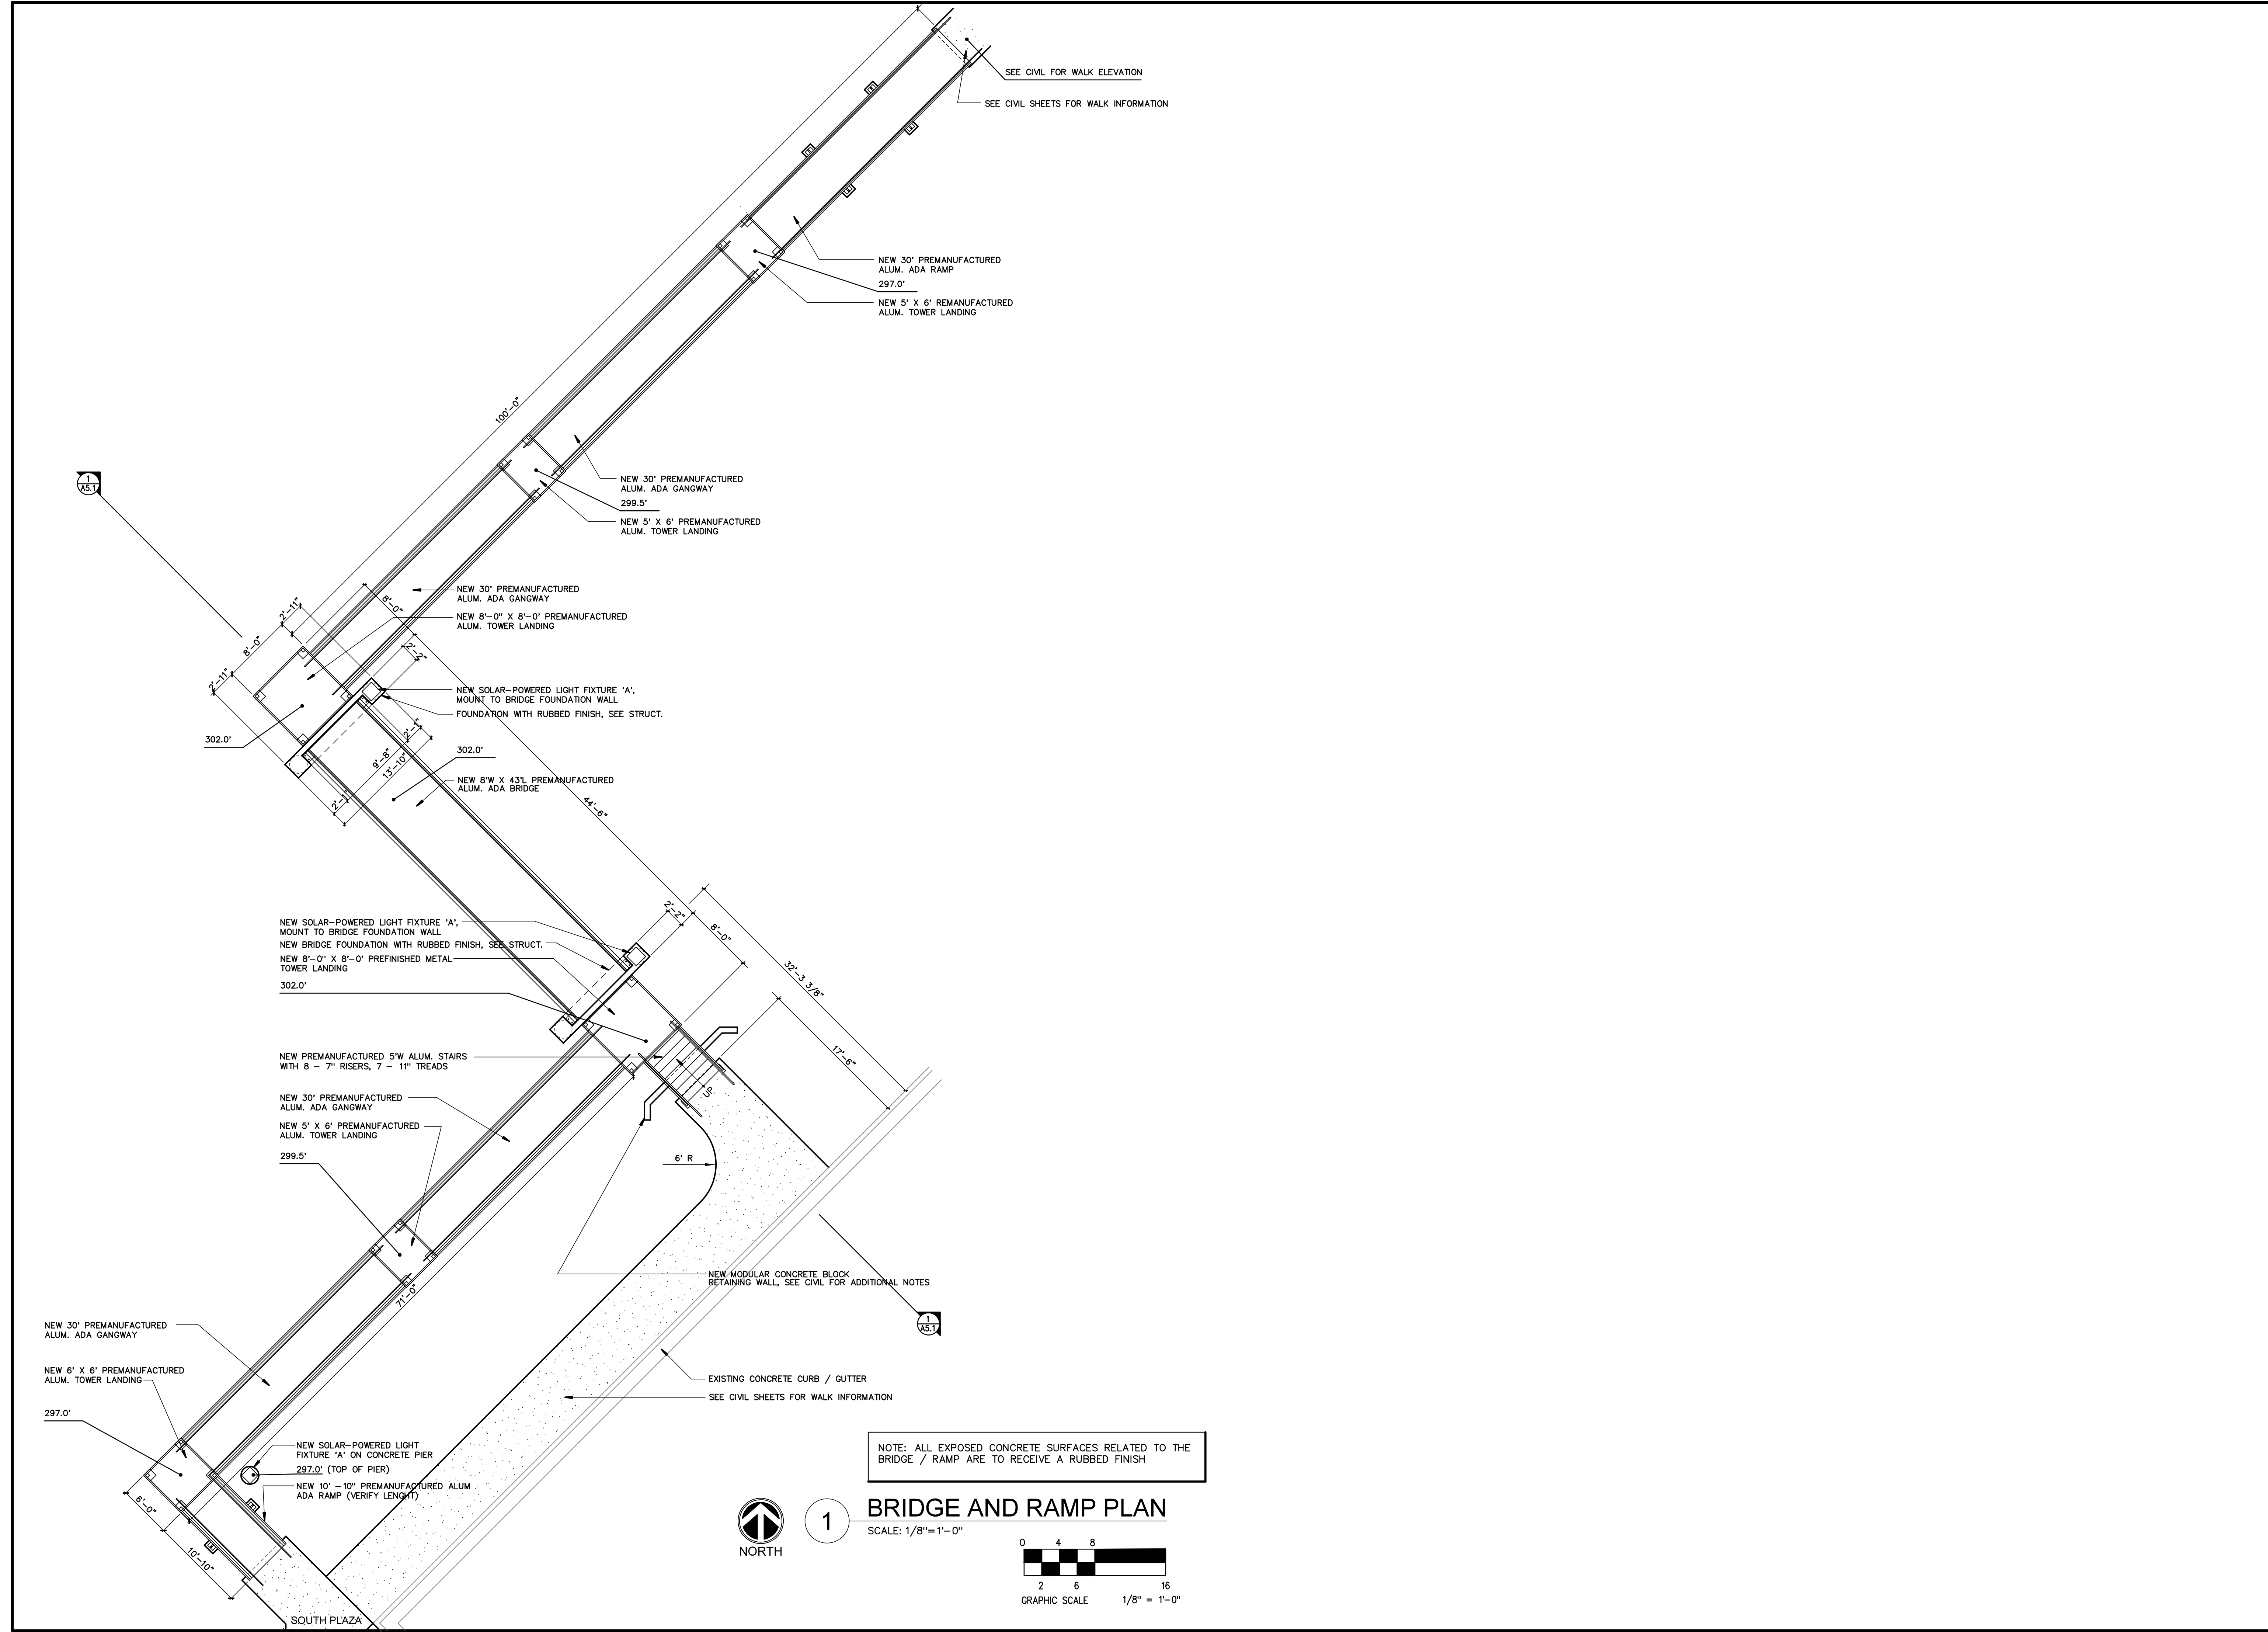 SEE CIVIL FOR WALK ELEVATION
SEE CIVIL SHEETS FOR WALK INFORMATION
NEW 30' PREMANUFACTURED
ALUM. ADA RAMP
297.0'
NEW 5' X 6' REMANUFACTURED
ALUM. TOWER LANDING
100'-0"
1
A5.1
NEW 30' PREMANUFACTURED
ALUM. ADA GANGWAY
299.5'
NEW 5' X 6' PREMANUFACTURED
ALUM. TOWER LANDING
NEW 30' PREMANUFACTURED
ALUM. ADA GANGWAY
NEW 8'-0" X 8'-0' PREMANUFACTURED
ALUM. TOWER LANDING
8'-0"
2'-11"
8'-0"
2'-11"
2'-2"
NEW SOLAR-POWERED LIGHT FIXTURE 'A',
MOUNT TO BRIDGE FOUNDATION WALL
FOUNDATION WITH RUBBED FINISH, SEE STRUCT.
302.0'
302.0'
2'-1"
9'-8"
13'-10"
2'-1"
NEW 8'W X 43'L PREMANUFACTURED
ALUM. ADA BRIDGE
44'-6"
2'-2"
8'-0"
32'-3 3/8"
17'-6"
NEW SOLAR-POWERED LIGHT FIXTURE 'A',
MOUNT TO BRIDGE FOUNDATION WALL
NEW BRIDGE FOUNDATION WITH RUBBED FINISH, SEE STRUCT.
NEW 8'-0" X 8'-0' PREFINISHED METAL
TOWER LANDING
302.0'
NEW PREMANUFACTURED 5'W ALUM. STAIRS
WITH 8 - 7" RISERS, 7 - 11" TREADS
UP
NEW 30' PREMANUFACTURED
ALUM. ADA GANGWAY
NEW 5' X 6' PREMANUFACTURED
ALUM. TOWER LANDING
299.5'
6' R
NEW MODULAR CONCRETE BLOCK
RETAINING WALL, SEE CIVIL FOR ADDITIONAL NOTES
71'-0"
1
A5.1
NEW 30' PREMANUFACTURED
ALUM. ADA GANGWAY
NEW 6' X 6' PREMANUFACTURED
ALUM. TOWER LANDING
297.0'
EXISTING CONCRETE CURB / GUTTER
SEE CIVIL SHEETS FOR WALK INFORMATION
NEW SOLAR-POWERED LIGHT
FIXTURE 'A' ON CONCRETE PIER
297.0' (TOP OF PIER)
NEW 10' -10" PREMANUFACTURED ALUM
ADA RAMP (VERIFY LENGHT)
6'-0"
10'-10"
SOUTH PLAZA
NOTE: ALL EXPOSED CONCRETE SURFACES RELATED TO THE
BRIDGE / RAMP ARE TO RECEIVE A RUBBED FINISH
NORTH
1
BRIDGE AND RAMP PLAN
SCALE: 1/8"=1'-0"
0 4 8
2 6 16
GRAPHIC SCALE 1/8" = 1'-0"